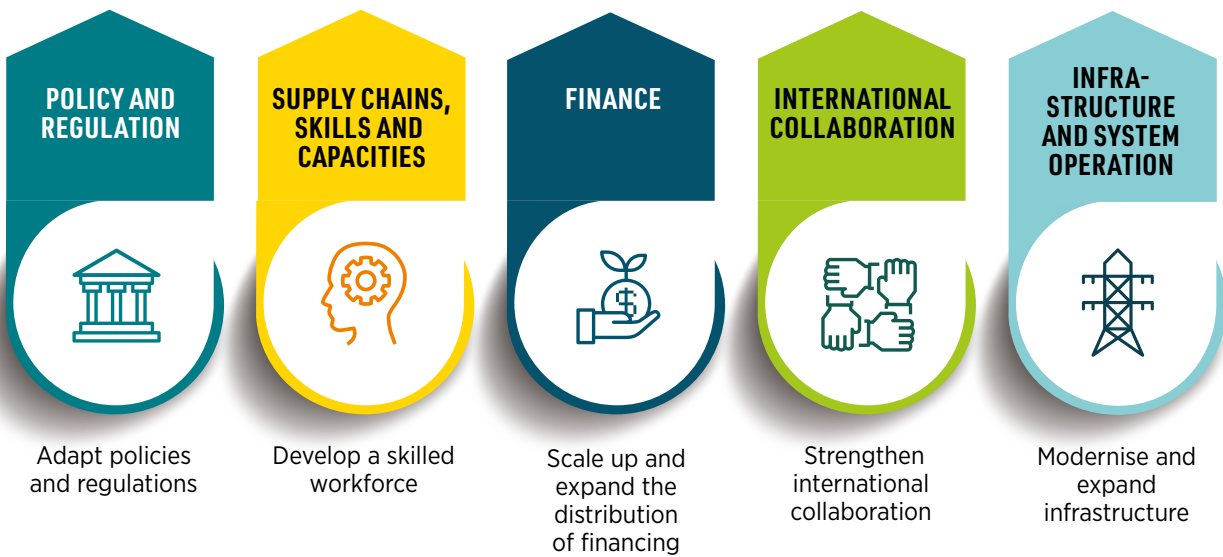 POLICY AND
REGULATION
SUPPLY CHAINS,
SKILLS AND
CAPACITIES
FINANCE
INTERNATIONAL
COLLABORATION
INFRA-
STRUCTURE
AND SYSTEM
OPERATION
$
Adapt policies
and regulations
Develop a skilled
workforce
Scale up and
expand the
distribution
of financing
Strengthen
international
collaboration
Modernise and
expand
infrastructure